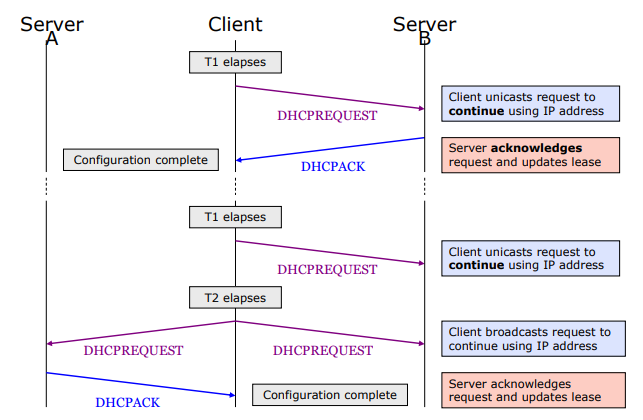 Server A
Client
Server B
T1 elapses
Client unicasts request to
continue using IP address
DHCPREQUEST
Server acknowledges
request and updates lease
Configuration complete
DHCPACK
T1 elapses
Client unicasts request to
continue using IP address
DHCPREQUEST
T2 elapses
Client broadcasts request to
continue using IP address
DHCPREQUEST
DHCPREQUEST
Server acknowledges
request and updates lease
Configuration complete
DHCPACK